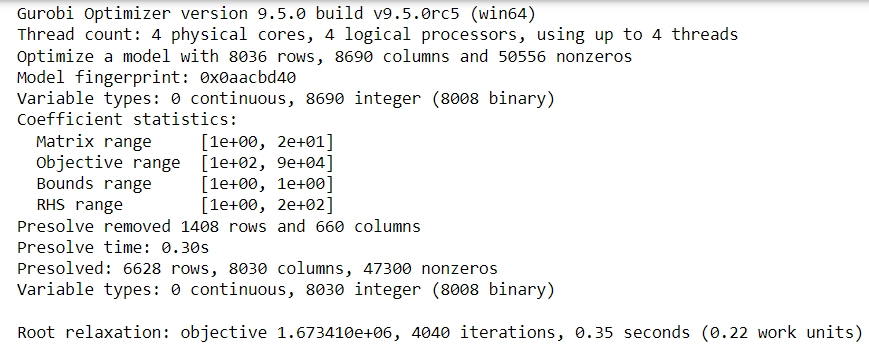 Gurobi Optimizer version 9.5.0 build v9.5.0rc5 (win64)
Thread count: 4 physical cores, 4 logical processors, using up to 4 threads
Optimize a model with 8036 rows, 8690 columns and 50556 nonzeros
Model fingerprint: 0x0aacbd40
Variable types: 0 continuous, 8690 integer (8008 binary)
Coefficient statistics:
  Matrix range     [1e+00, 2e+01]
  Objective range  [1e+02, 9e+04]
  Bounds range     [1e+00, 1e+00]
  RHS range        [1e+00, 2e+02]
Presolve removed 1408 rows and 660 columns
Presolve time: 0.30s
Presolved: 6628 rows, 8030 columns, 47300 nonzeros
Variable types: 0 continuous, 8030 integer (8008 binary)

Root relaxation: objective 1.673410e+06, 4040 iterations, 0.35 seconds (0.22 work units)